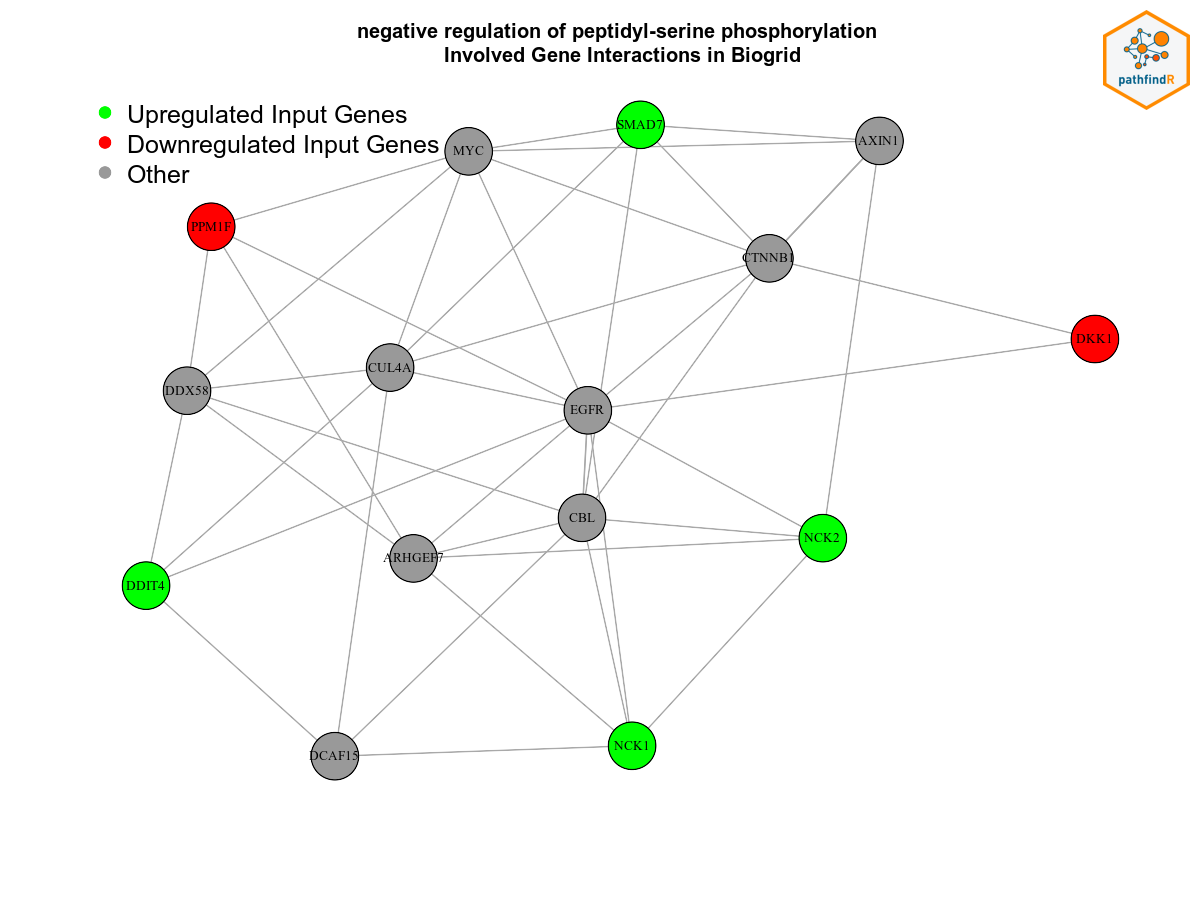 negative regulation of peptidyl-serine phosphorylation
Involved Gene Interactions in Biogrid
pathfindR
Upregulated Input Genes
Downregulated Input Genes
Other
SMAD7
AXIN1
MYC
PPM1F
CTNNB1
DKK1
CUL4A
DDX58
EGFR
CBL
NCK2
ARHGEF7
DDIT4
NCK1
DCAF15